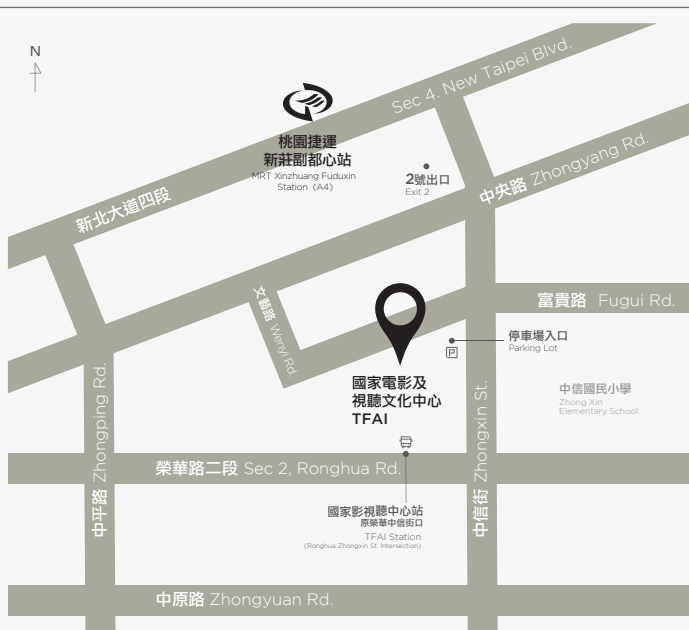 N
Sec 4. New Taipei Blvd.
桃園捷運
新莊副都心站
MRT Xinzhuang Fuduxin
Station (A4)
2號出口
Exit 2
中央路 Zhongyang Rd.
新北大道四段
文藝路 Wenyi Rd.
富貴路 Fugui Rd.
停車場入口
Parking Lot
P
國家電影及
視聽文化中心
TFAI
中信國民小學
Zhong Xin
Elementary School
中平路 Zhongping Rd.
中信街 Zhongxin St.
榮華路二段 Sec 2, Ronghua Rd.
國家影視聽中心站
原榮華中信街口
TFAI Station
(Ronghua Zhongxin St. Intersection)
中原路 Zhongyuan Rd.